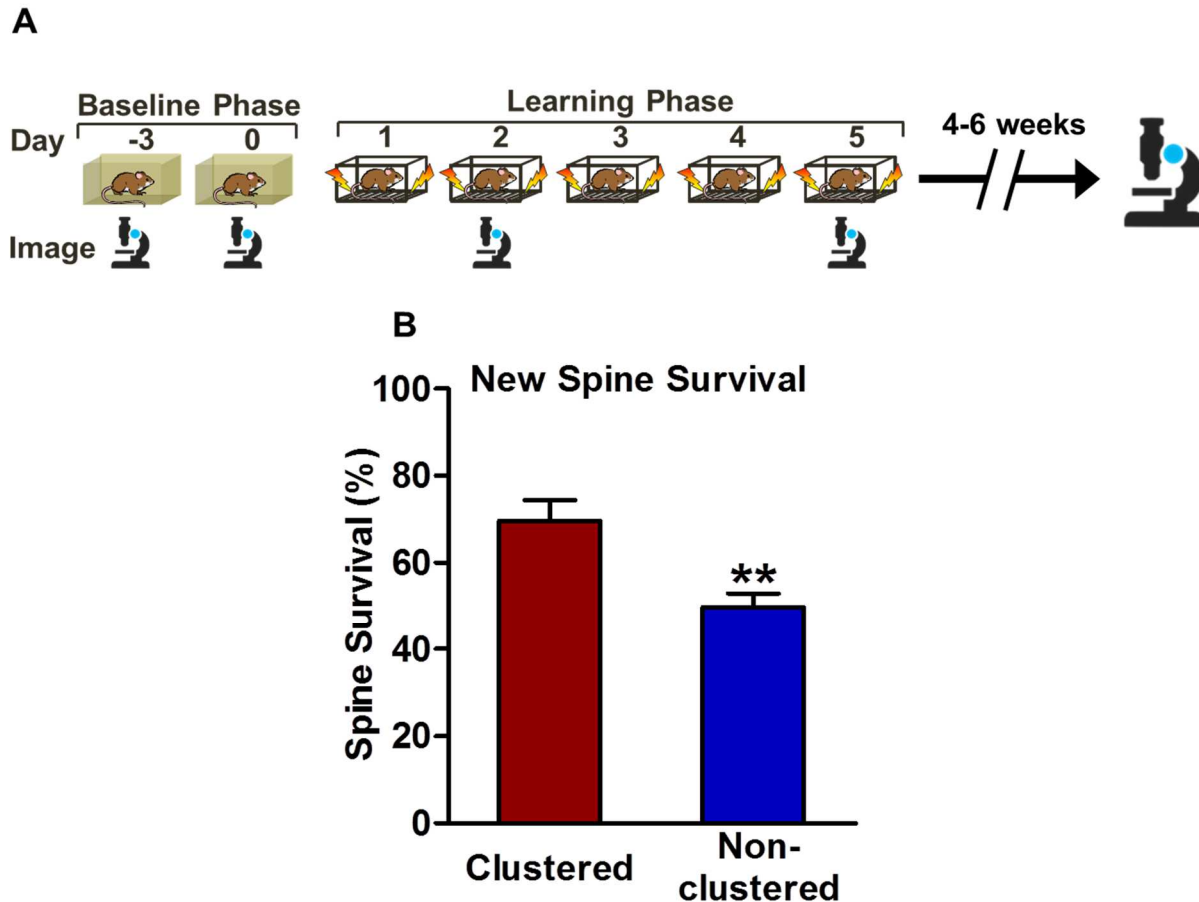 A
Baseline Phase
Learning Phase
Day -3 0 1 2 3 4 5
4-6 weeks
Image
B
New Spine Survival
Spine Survival (%)
100
80
60
40
20
0
**
Clustered
Non-
clustered